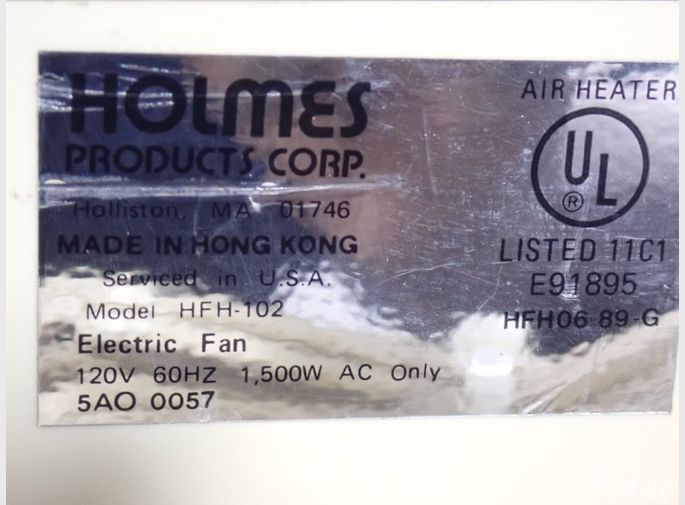 HOLMES
PRODUCTS CORP.
Holliston, MA 01746
MADE IN HONG KONG
Serviced in U.S.A.
Model HFH-102
Electric Fan
120V 60HZ 1,500W AC Only
5AO 0057
AIR HEATER
UL
®
LISTED 11C1
E91895
HFH06 89-G